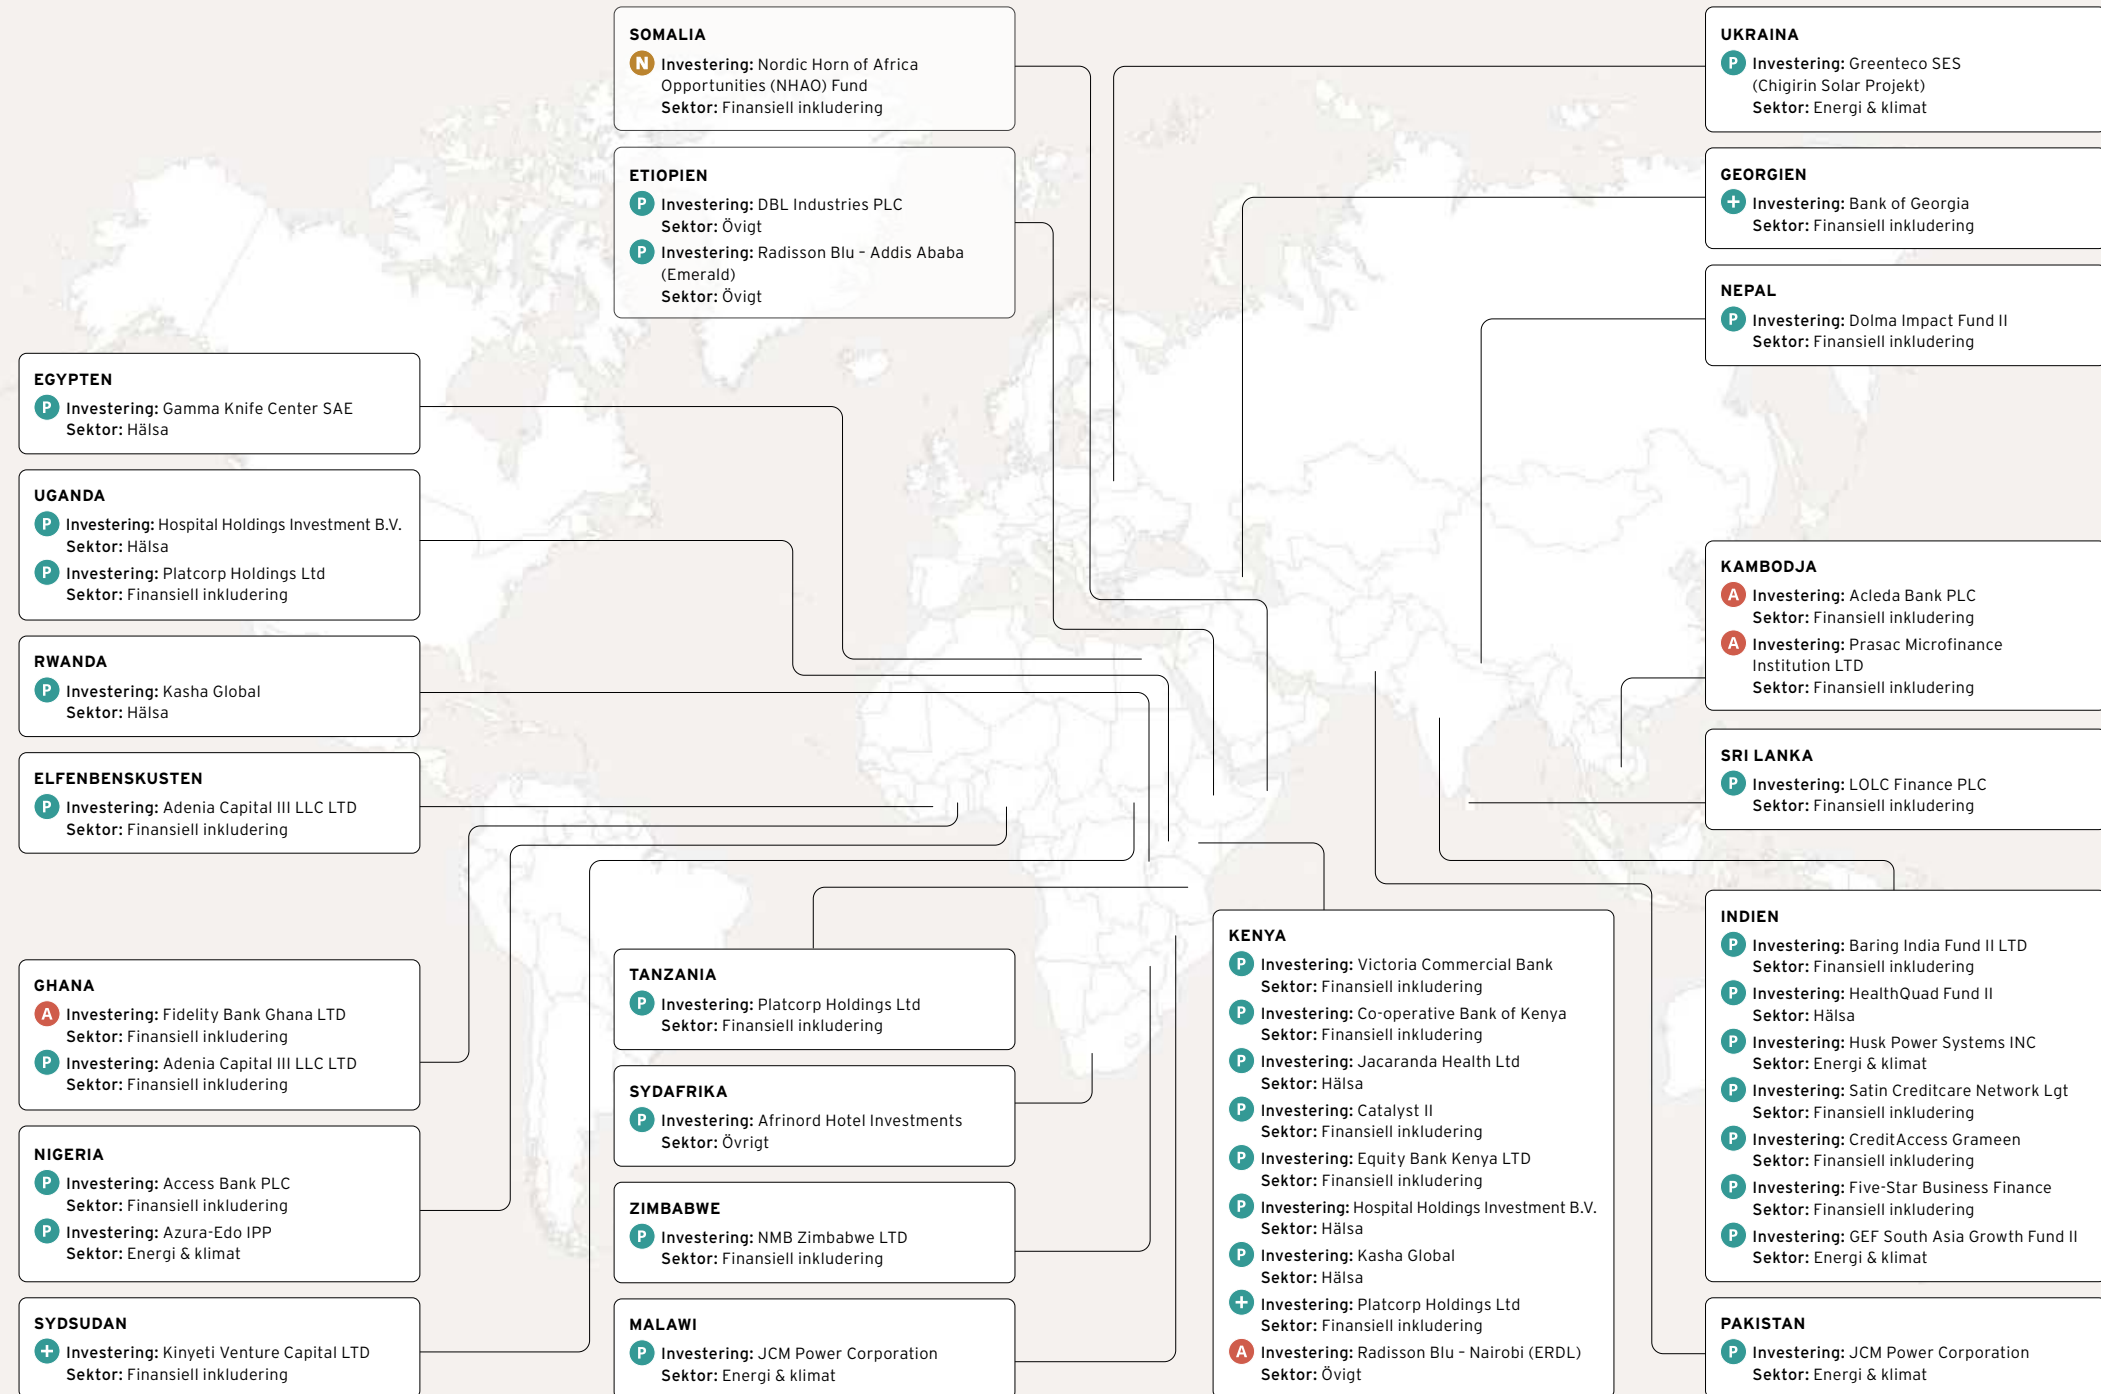 SOMALIA
N Investering: Nordic Horn of Africa
Opportunities (NHAO) Fund
Sektor: Finansiell inkludering
ETIOPIEN
P Investering: DBL Industries PLC
Sektor: Övigt
P Investering: Radisson Blu – Addis Ababa
(Emerald)
Sektor: Övigt
UKRAINA
P Investering: Greenteco SES
(Chigirin Solar Projekt)
Sektor: Energi & klimat
GEORGIEN
+ Investering: Bank of Georgia
Sektor: Finansiell inkludering
NEPAL
P Investering: Dolma Impact Fund II
Sektor: Finansiell inkludering
EGYPTEN
P Investering: Gamma Knife Center SAE
Sektor: Hälsa
UGANDA
P Investering: Hospital Holdings Investment B.V.
Sektor: Hälsa
P Investering: Platcorp Holdings Ltd
Sektor: Finansiell inkludering
RWANDA
P Investering: Kasha Global
Sektor: Hälsa
ELFENBENSKUSTEN
P Investering: Adenia Capital III LLC LTD
Sektor: Finansiell inkludering
KAMBODJA
A Investering: Acleda Bank PLC
Sektor: Finansiell inkludering
A Investering: Prasac Microfinance
Institution LTD
Sektor: Finansiell inkludering
SRI LANKA
P Investering: LOLC Finance PLC
Sektor: Finansiell inkludering
GHANA
A Investering: Fidelity Bank Ghana LTD
Sektor: Finansiell inkludering
P Investering: Adenia Capital III LLC LTD
Sektor: Finansiell inkludering
NIGERIA
P Investering: Access Bank PLC
Sektor: Finansiell inkludering
P Investering: Azura-Edo IPP
Sektor: Energi & klimat
SYDSUDAN
+ Investering: Kinyeti Venture Capital LTD
Sektor: Finansiell inkludering
TANZANIA
P Investering: Platcorp Holdings Ltd
Sektor: Finansiell inkludering
SYDAFRIKA
P Investering: Afrinord Hotel Investments
Sektor: Övrigt
ZIMBABWE
P Investering: NMB Zimbabwe LTD
Sektor: Finansiell inkludering
MALAWI
P Investering: JCM Power Corporation
Sektor: Energi & klimat
KENYA
P Investering: Victoria Commercial Bank
Sektor: Finansiell inkludering
P Investering: Co-operative Bank of Kenya
Sektor: Finansiell inkludering
P Investering: Jacaranda Health Ltd
Sektor: Hälsa
P Investering: Catalyst II
Sektor: Finansiell inkludering
P Investering: Equity Bank Kenya LTD
Sektor: Finansiell inkludering
P Investering: Hospital Holdings Investment B.V.
Sektor: Hälsa
P Investering: Kasha Global
Sektor: Hälsa
+ Investering: Platcorp Holdings Ltd
Sektor: Finansiell inkludering
A Investering: Radisson Blu – Nairobi (ERDL)
Sektor: Övigt
INDIEN
P Investering: Baring India Fund II LTD
Sektor: Finansiell inkludering
P Investering: HealthQuad Fund II
Sektor: Hälsa
P Investering: Husk Power Systems INC
Sektor: Energi & klimat
P Investering: Satin Creditcare Network Lgt
Sektor: Finansiell inkludering
P Investering: CreditAccess Grameen
Sektor: Finansiell inkludering
P Investering: Five-Star Business Finance
Sektor: Finansiell inkludering
P Investering: GEF South Asia Growth Fund II
Sektor: Energi & klimat
PAKISTAN
P Investering: JCM Power Corporation
Sektor: Energi & klimat